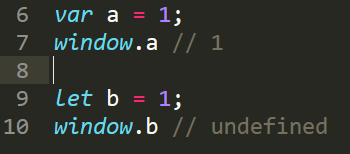 6 var a = 1;
7 window.a // 1
8
9 let b = 1;
10 window.b // undefined